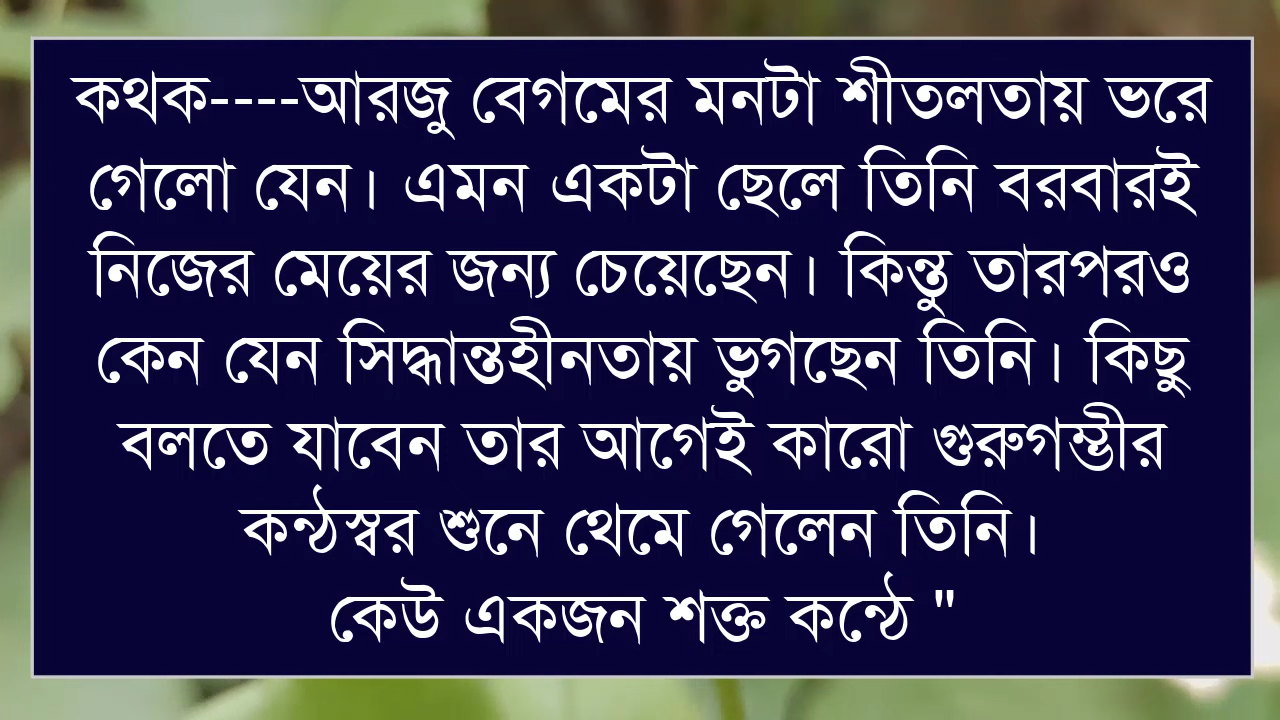 কথক----আরজু বেগমের মনটা শীতলতায় ভরে
গেলো যেন। এমন একটা ছেলে তিনি বরবারই
নিজের মেয়ের জন্য চেয়েছেন। কিন্তু তারপরও
কেন যেন সিদ্ধান্তহীনতায় ভুগছেন তিনি। কিছু
বলতে যাবেন তার আগেই কারো গুরুগম্ভীর
কন্ঠস্বর শুনে থেমে গেলেন তিনি।
কেউ একজন শক্ত কন্ঠে "